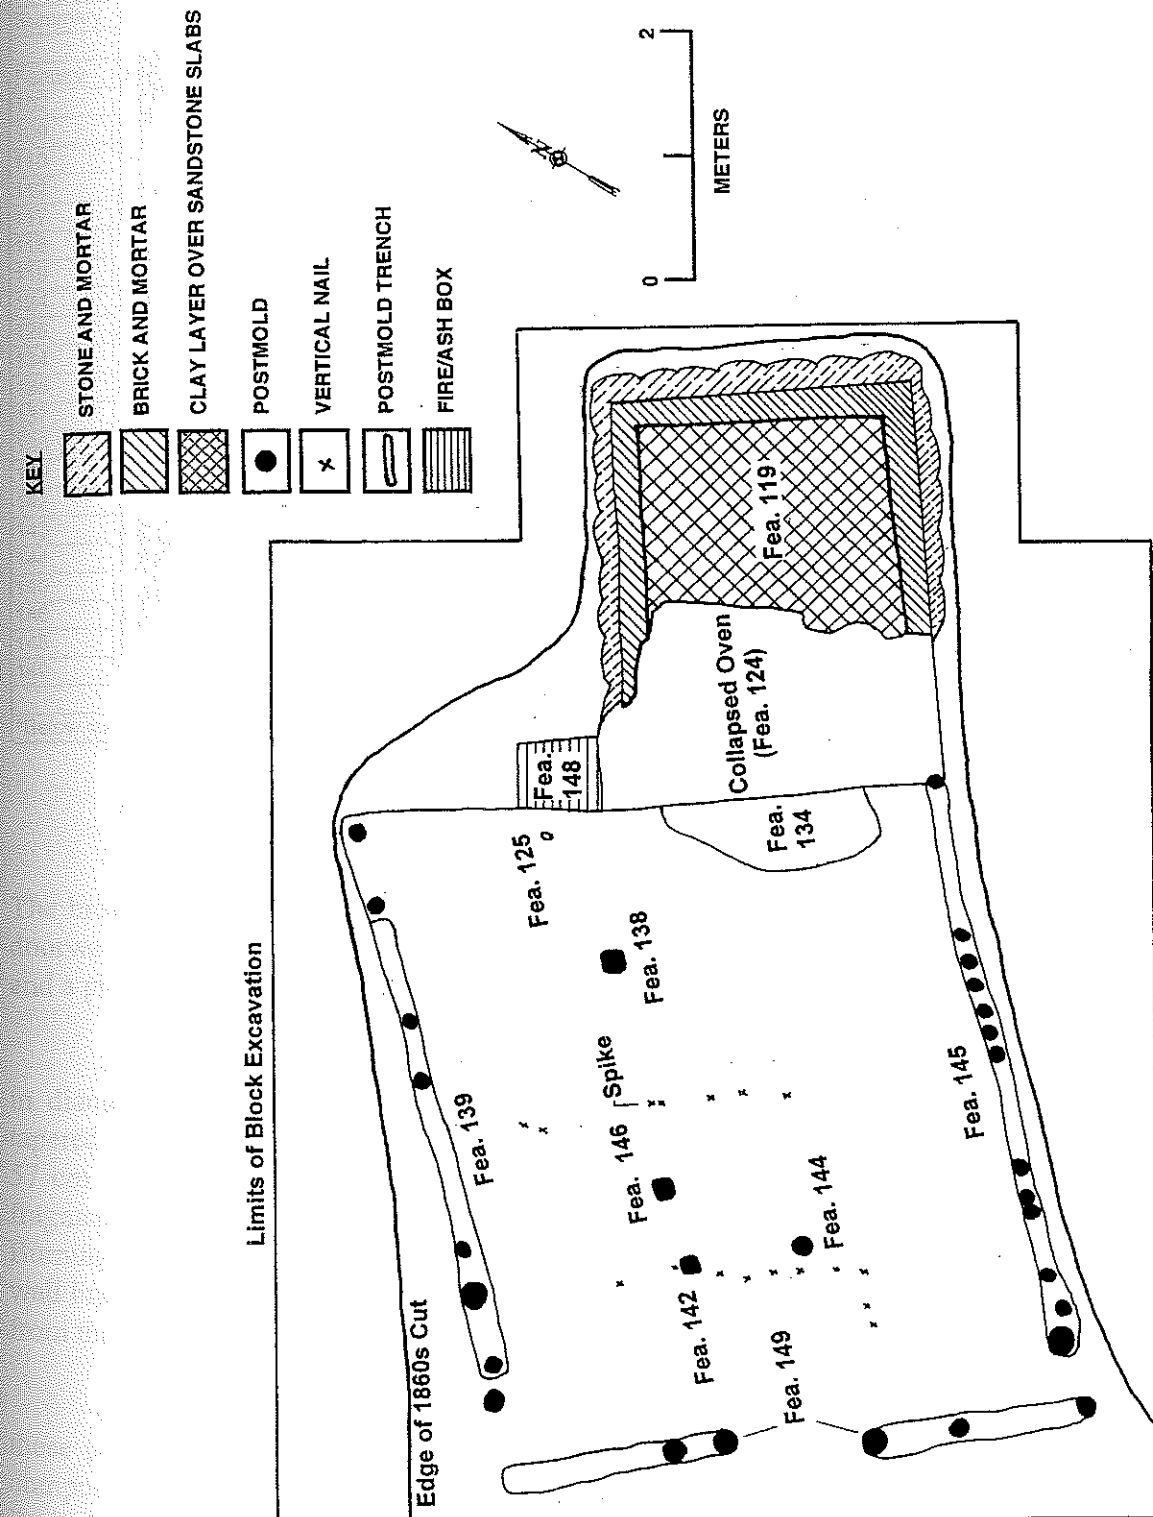 KEY
STONE AND MORTAR
BRICK AND MORTAR
CLAY LAYER OVER SANDSTONE SLABS
POSTMOLD
VERTICAL NAIL
POSTMOLD TRENCH
FIRE/ASH BOX
N
0
2
METERS
Limits of Block Excavation
Edge of 1860s Cut
Fea. 119
Collapsed Oven
(Fea. 124)
Fea.
148
Fea.
134
Fea. 125
Fea. 138
Spike
Fea. 139
Fea. 146
Fea. 144
Fea. 145
Fea. 142
Fea. 149